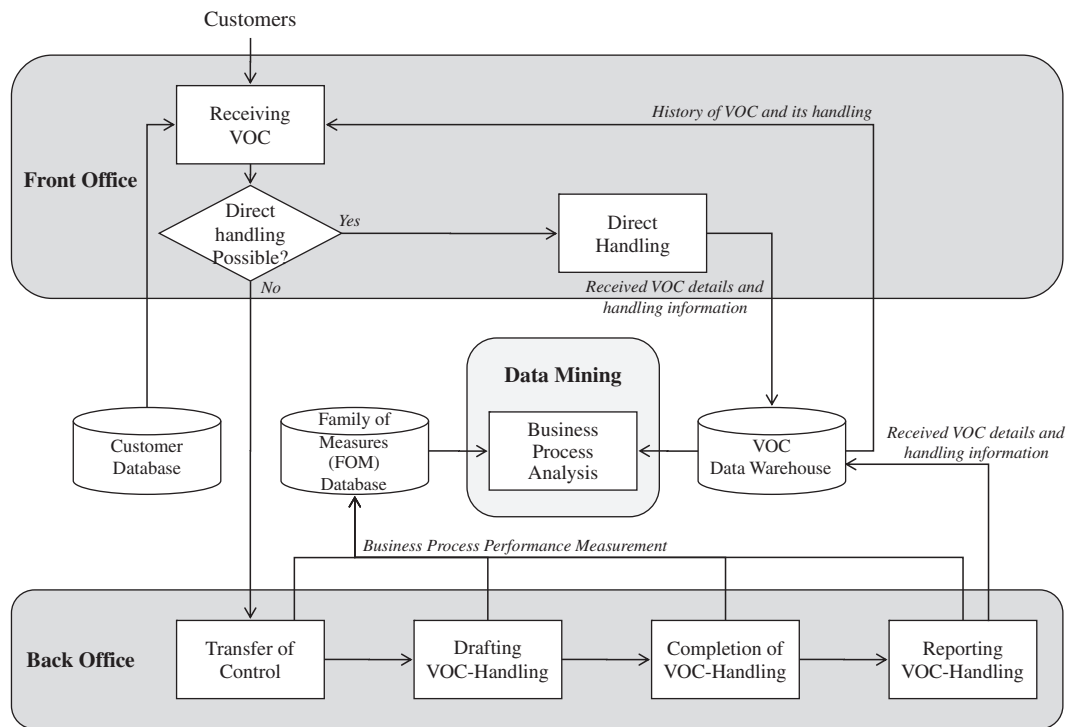 Customers
Receiving
VOC
History of VOC and its handling
Front Office
Direct
handling
Possible?
Yes
Direct
Handling
No
Received VOC details and
handling information
Data Mining
Customer
Database
Family of
Measures
(FOM)
Database
Business
Process
Analysis
VOC
Data Warehouse
Received VOC details and
handling information
Business Process Performance Measurement
Back Office
Transfer of
Control
Drafting
VOC-Handling
Completion of
VOC-Handling
Reporting
VOC-Handling